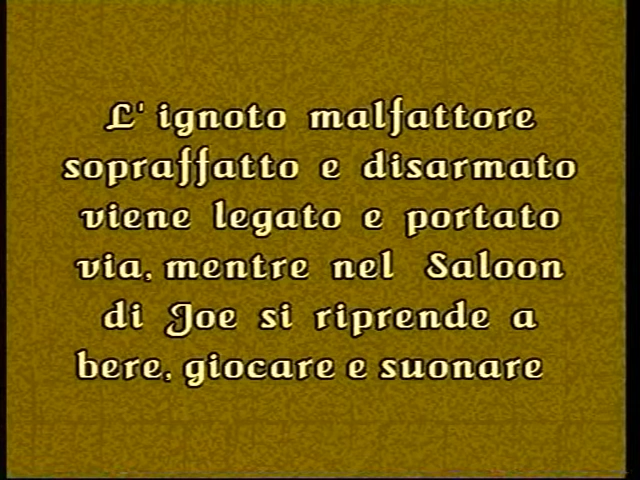 L' ignoto malfattore
sopraffatto e disarmato
viene legato e portato
via, mentre nel Saloon
di Joe si riprende a
bere, giocare e suonare